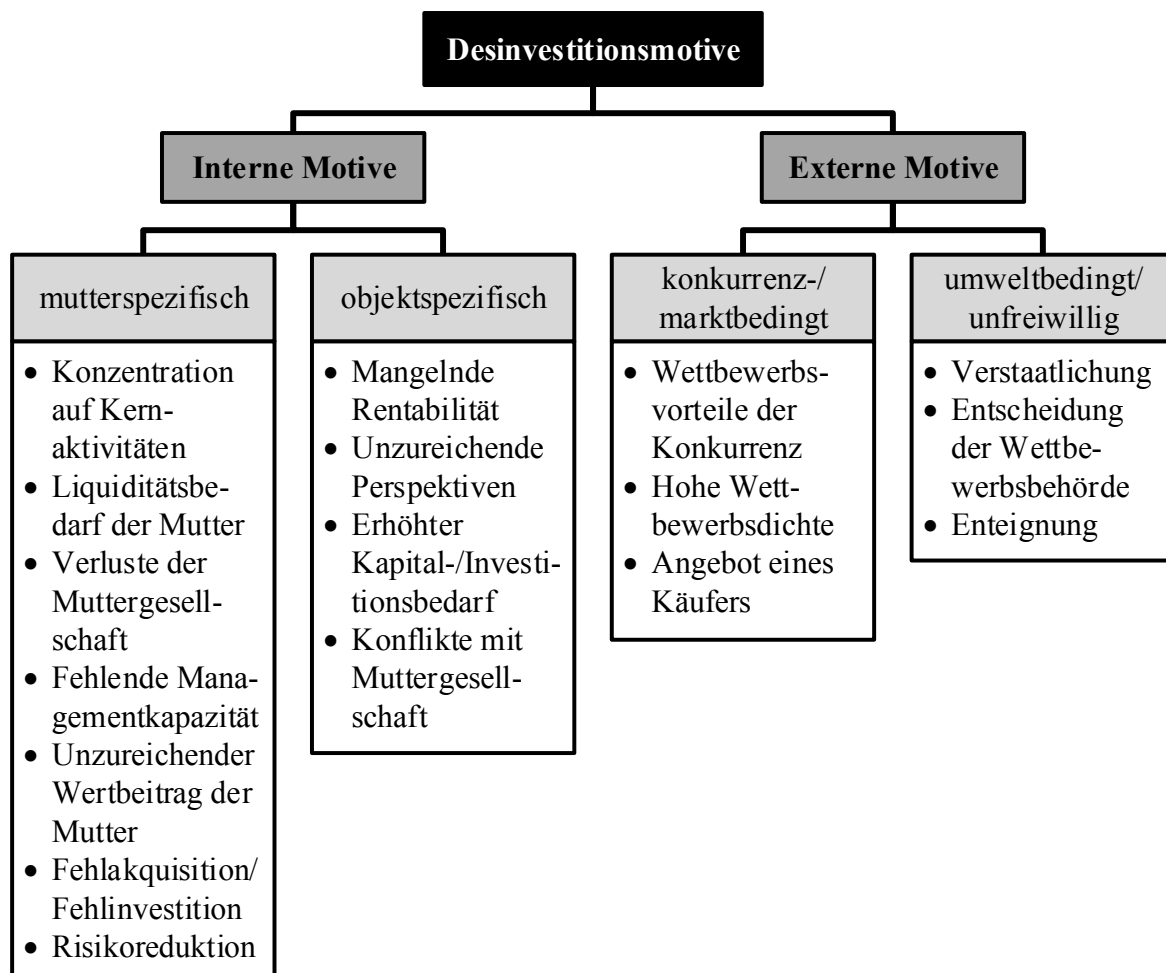 Desinvestitionsmotive
Interne Motive
Externe Motive
mutterspezifisch
• Konzentration
auf Kern-
aktivitäten
• Liquiditätsbe-
darf der Mutter
• Verluste der
Muttergesell-
schaft
• Fehlende Mana-
gementkapazität
• Unzureichender
Wertbeitrag der
Mutter
• Fehlakquisition/
Fehlinvestition
• Risikoreduktion
objektspezifisch
• Mangelnde
Rentabilität
• Unzureichende
Perspektiven
• Erhöhter
Kapital-/Investi-
tionsbedarf
• Konflikte mit
Muttergesell-
schaft
konkurrenz-/
marktbedingt
• Wettbewerbs-
vorteile der
Konkurrenz
• Hohe Wett-
bewerbsdichte
• Angebot eines
Käufers
umweltbedingt/
unfreiwillig
• Verstaatlichung
• Entscheidung
der Wettbe-
werbsbehörde
• Enteignung